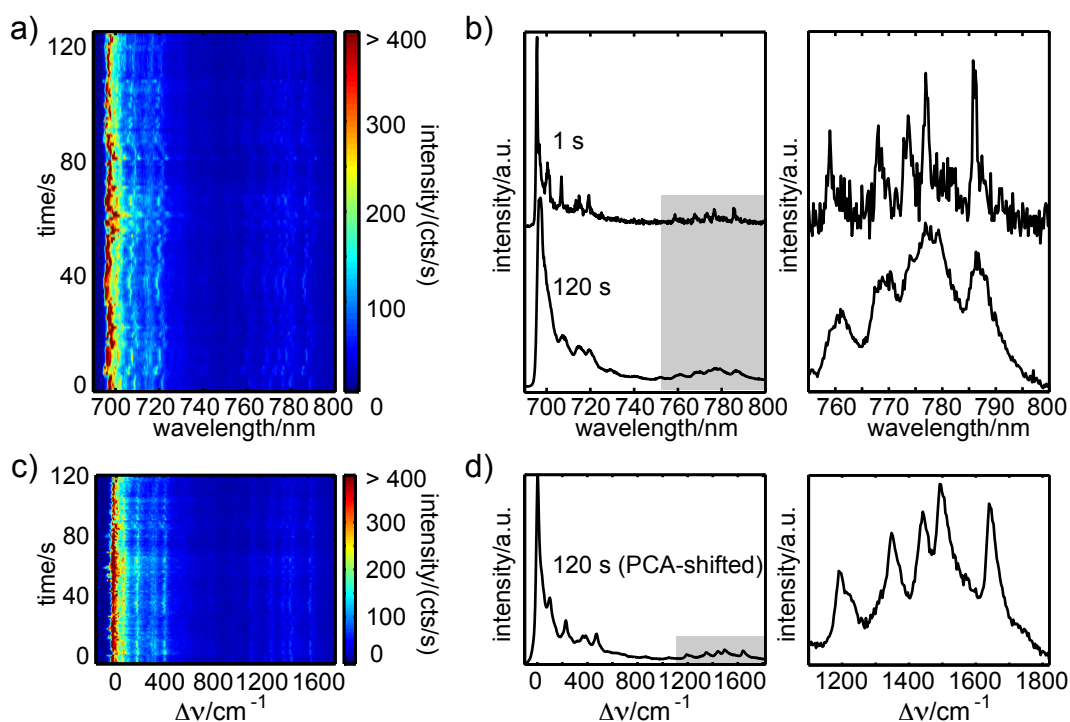 a)
120
80
40
0
time/s
700 720 740 760 780 800
wavelength/nm
> 400
300
200
100
0
intensity/(cts/s)
b)
intensity/a.u.
1 s
120 s
700 720 740 760 780 800
wavelength/nm
intensity/a.u.
760 770 780 790 800
wavelength/nm
c)
120
80
40
0
time/s
0 400 800 1200 1600
Δν/cm⁻¹
> 400
300
200
100
0
intensity/(cts/s)
d)
intensity/a.u.
120 s (PCA-shifted)
0 400 800 1200 1600
Δν/cm⁻¹
intensity/a.u.
1200 1400 1600 1800
Δν/cm⁻¹